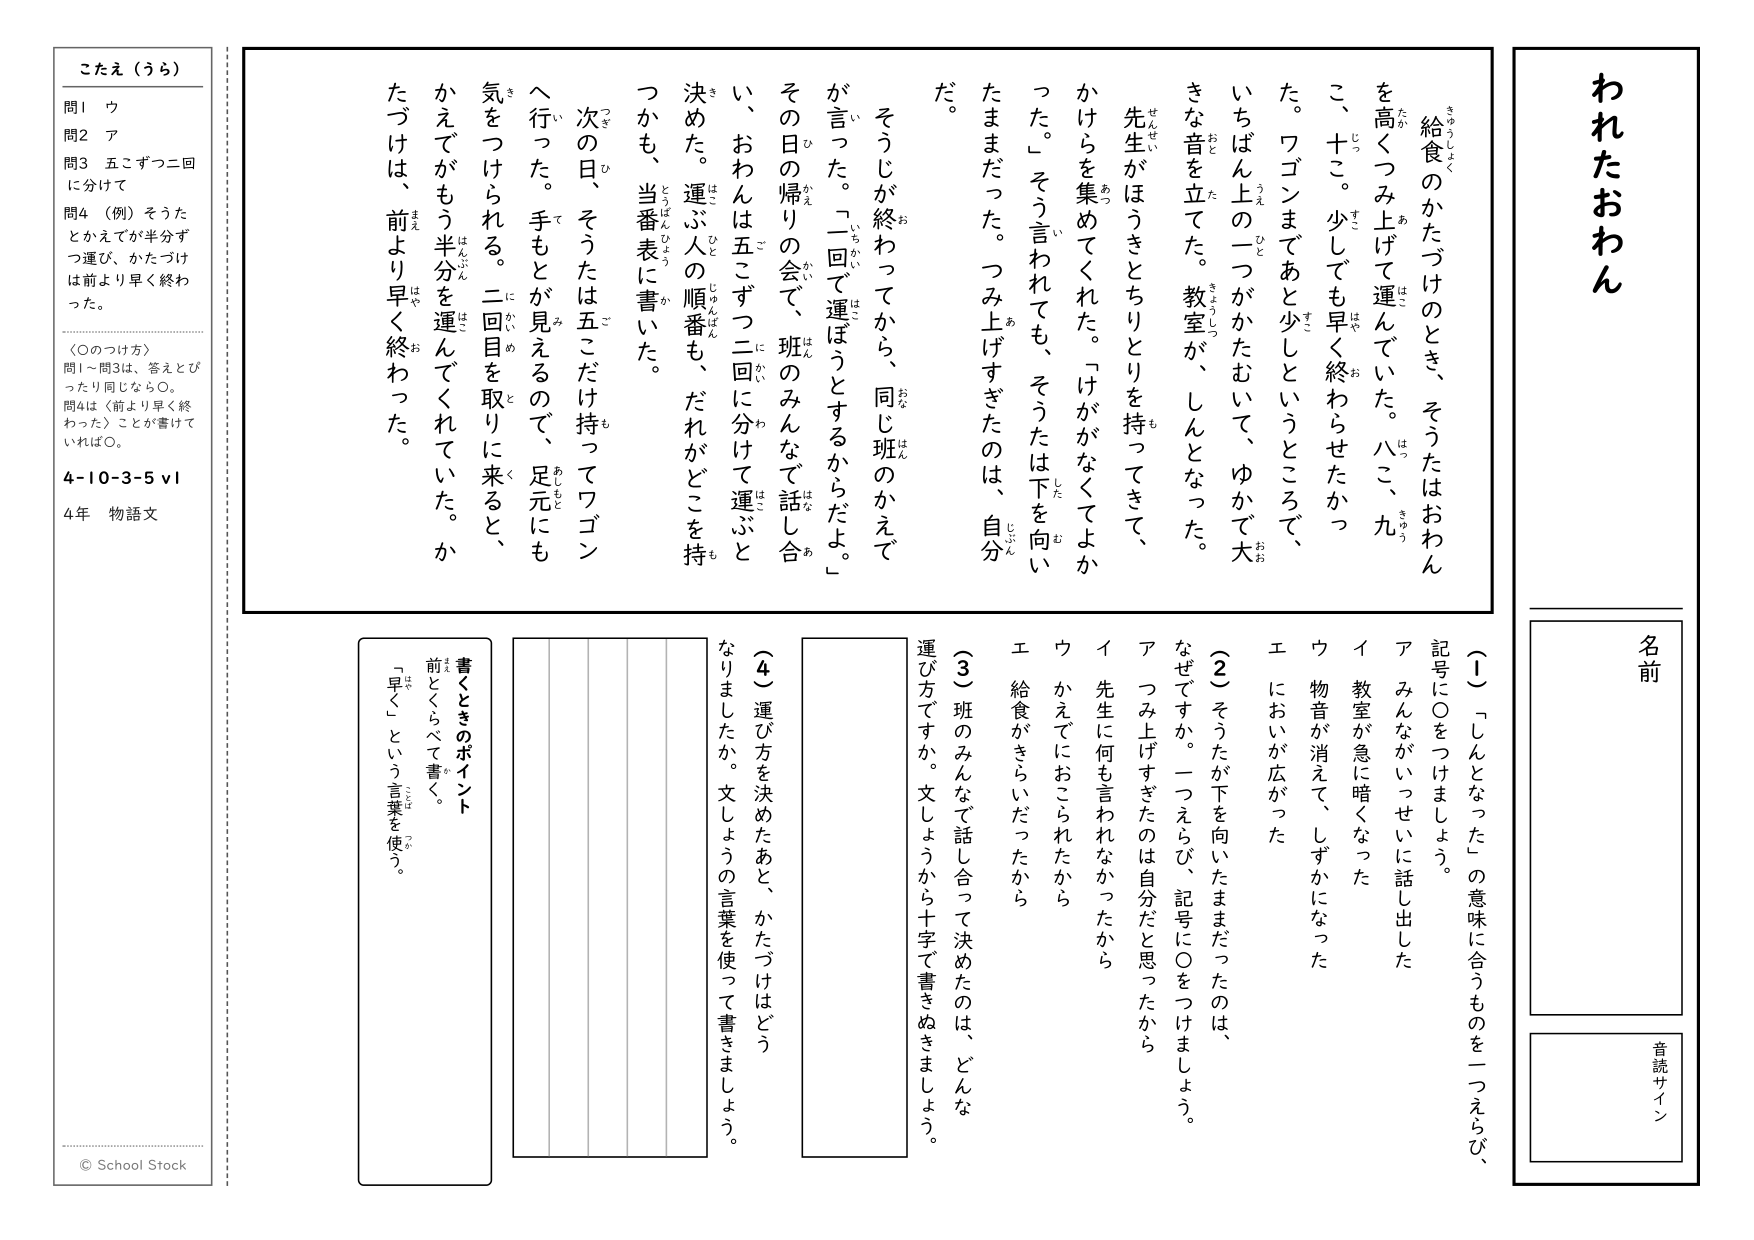 われたおわん
名前
音読サイン
給食のかたづけのとき、そうたはおわん
を高くつみ上げて運んでいた。八こ、九
こ、十こ。少しでも早く終わらせたかっ
た。ワゴンまであと少しというところで、
いちばん上の一つがかたむいて、ゆかで大
きな音を立てた。教室が、しんとなった。
先生がほうきとちりとりを持ってきて、
かけらを集めてくれた。「けががなくてよか
った。」そう言われても、そうたは下を向い
たままだった。つみ上げすぎたのは、自分
だ。
そうじが終わってから、同じ班のかえで
が言った。「一回で運ぼうとするからだよ。」
その日の帰りの会で、班のみんなで話し合
い、おわんは五こずつ二回に分けて運ぶと
決めた。運ぶ人の順番も、だれがどこを持
つかも、当番表に書いた。
次の日、そうたは五こだけ持ってワゴン
へ行った。手もとが見えるので、足元にも
気をつけられる。二回目を取りに来ると、
かえでがもう半分を運んでくれていた。か
たづけは、前より早く終わった。
(1)「しんとなった」の意味に合うものを一つえらび、
記号に○をつけましょう。
ア　みんながいっせいに話し出した
イ　教室が急に暗くなった
ウ　物音が消えて、しずかになった
エ　においが広がった
(2)そうたが下を向いたままだったのは、
なぜですか。一つえらび、記号に○をつけましょう。
ア　つみ上げすぎたのは自分だと思ったから
イ　先生に何も言われなかったから
ウ　かえでにおこられたから
エ　給食がきらいだったから
(3)班のみんなで話し合って決めたのは、どんな
運び方ですか。文しょうから十字で書きぬきましょう。
(4)運び方を決めたあと、かたづけはどう
なりましたか。文しょうの言葉を使って書きましょう。
書くときのポイント
前とくらべて書く。
「早く」という言葉を使う。
こたえ（うら）
問1　ウ
問2　ア
問3　五こずつ二回
に分けて
問4　（例）そうた
とかえでが半分ず
つ運び、かたづけ
は前より早く終わ
った。
〈○のつけ方〉
問1〜問3は、答えとぴ
ったり同じなら○。
問4は〈前より早く終
わった〉ことが書けて
いれば○。
4-10-3-5 v1
4年　物語文
© School Stock